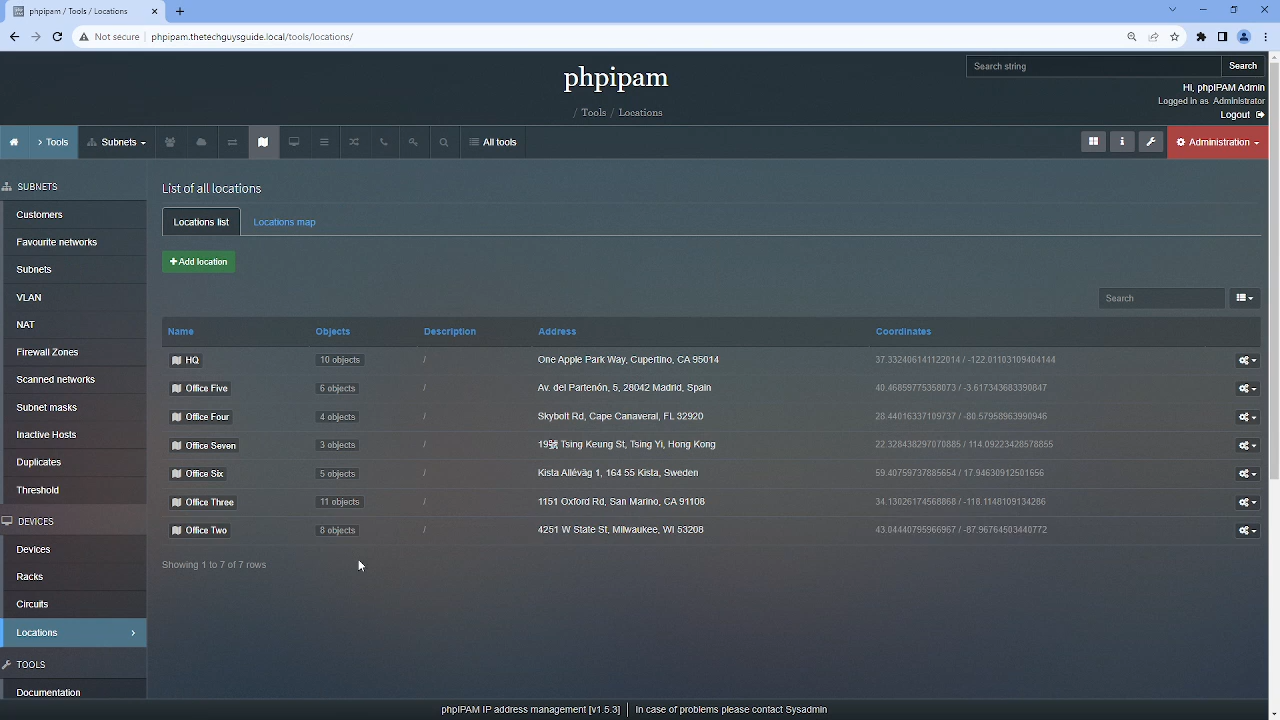 phpipam / Tools / Locations
Not secure | phpipam.thetechguysguide.local/tools/locations/
phpipam
Search string
Search
Hi, phpIPAM Admin
/ Tools / Locations
Logged in as Administrator
Logout
Tools
Subnets
All tools
Administration
SUBNETS
Customers
Favourite networks
Subnets
VLAN
NAT
Firewall Zones
Scanned networks
Subnet masks
Inactive Hosts
Duplicates
Threshold
DEVICES
Devices
Racks
Circuits
Locations
TOOLS
Documentation
List of all locations
Locations list
Locations map
+ Add location
Search
Name Objects Description Address Coordinates
HQ 10 objects / One Apple Park Way, Cupertino, CA 95014 37.332406141122014 / -122.01103109404144
Office Five 6 objects / Av. del Partenón, 5, 28042 Madrid, Spain 40.46859775358073 / -3.617343683390847
Office Four 4 objects / Skybolt Rd, Cape Canaveral, FL 32920 28.44016337109737 / -80.57958963990946
Office Seven 3 objects / 19號 Tsing Keung St, Tsing Yi, Hong Kong 22.328438297070885 / 114.09223428578855
Office Six 5 objects / Kista Alléväg 1, 164 55 Kista, Sweden 59.40759737885654 / 17.94630912501656
Office Three 11 objects / 1151 Oxford Rd, San Marino, CA 91108 34.13026174568868 / -118.1148109134286
Office Two 8 objects / 4251 W State St, Milwaukee, WI 53208 43.04440795966967 / -87.96764503440772
Showing 1 to 7 of 7 rows
phpIPAM IP address management [v1.5.3] | In case of problems please contact Sysadmin